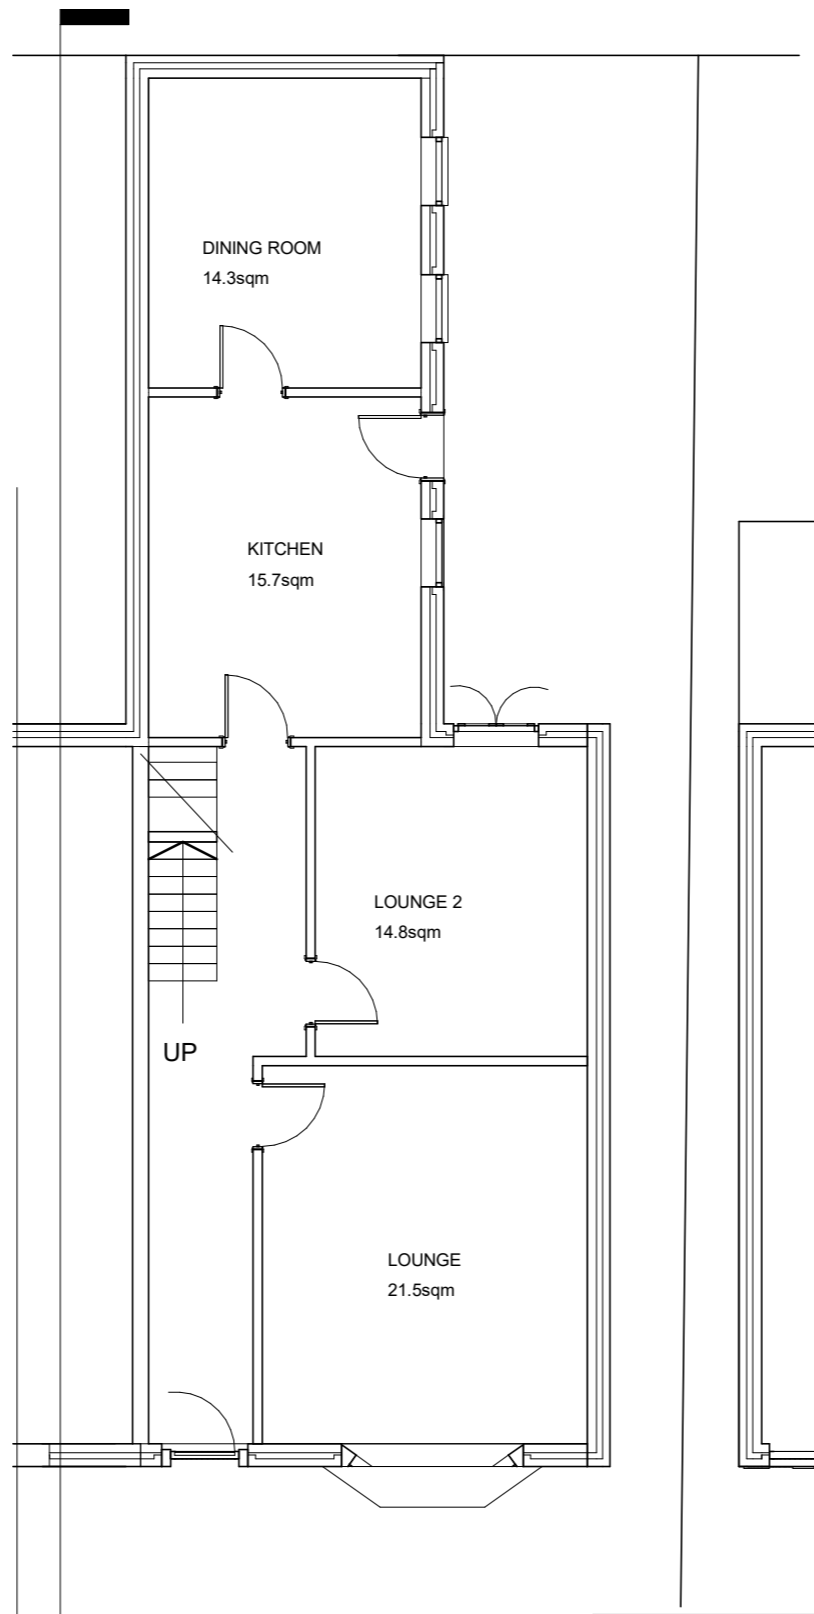 DINING ROOM
14.3sqm
KITCHEN
15.7sqm
LOUNGE 2
14.8sqm
UP
LOUNGE
21.5sqm